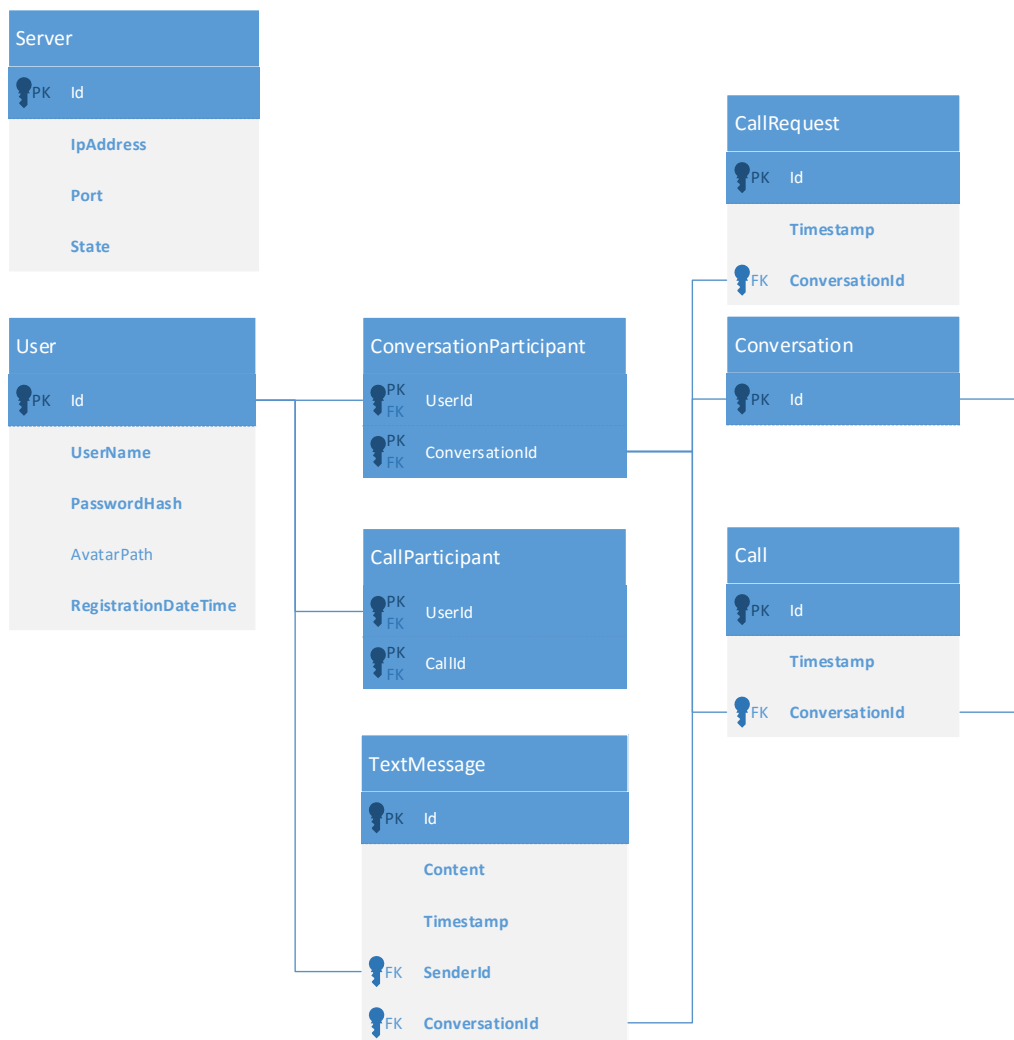 Server
PK Id
IpAddress
Port
State
User
PK Id
UserName
PasswordHash
AvatarPath
RegistrationDateTime
ConversationParticipant
PK
FK UserId
PK
FK ConversationId
CallParticipant
PK
FK UserId
PK
FK CallId
TextMessage
PK Id
Content
Timestamp
FK SenderId
FK ConversationId
CallRequest
PK Id
Timestamp
FK ConversationId
Conversation
PK Id
Call
PK Id
Timestamp
FK ConversationId